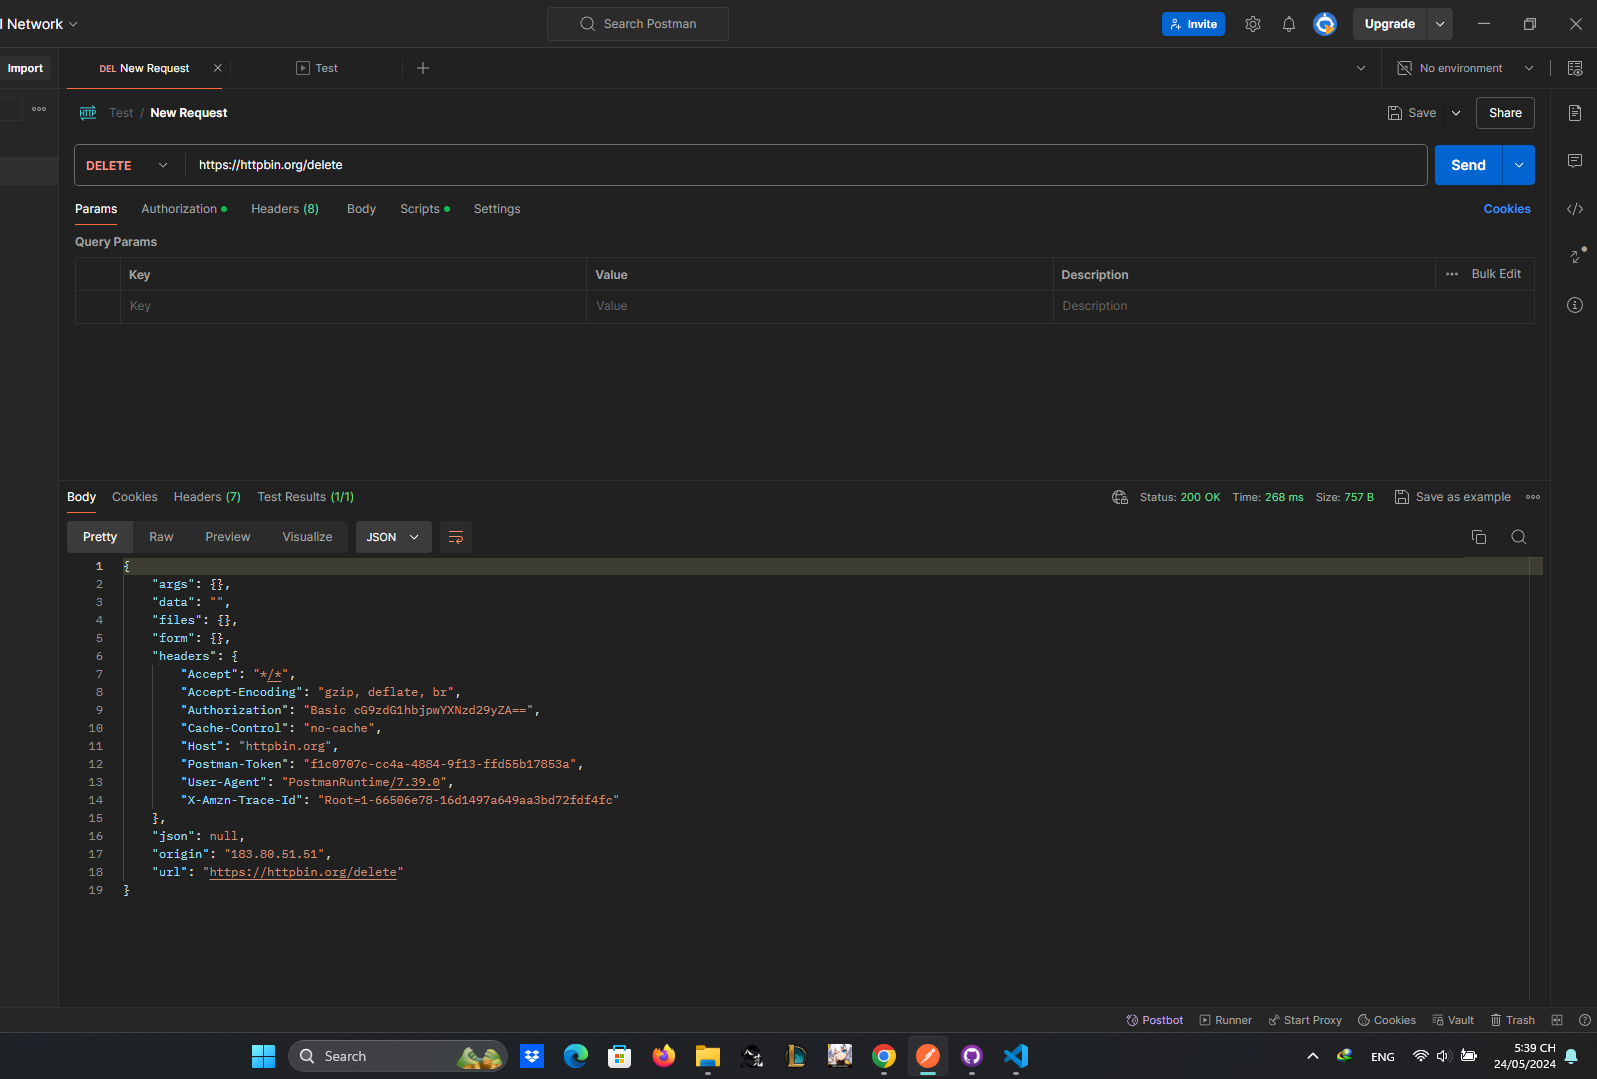 l Network
Search Postman
Invite
Upgrade
Import
DEL New Request
Test
No environment
HTTP Test / New Request
Save
Share
DELETE
https://httpbin.org/delete
Send
Params Authorization Headers (8) Body Scripts Settings
Cookies
Query Params
Key Value Description Bulk Edit
Key Value Description
Body Cookies Headers (7) Test Results (1/1)
Status: 200 OK Time: 268 ms Size: 757 B Save as example
Pretty Raw Preview Visualize JSON
1 {
2 "args": {},
3 "data": "",
4 "files": {},
5 "form": {},
6 "headers": {
7 "Accept": "*/*",
8 "Accept-Encoding": "gzip, deflate, br",
9 "Authorization": "Basic cG9zdG1hbjpwYXNzd29yZA==",
10 "Cache-Control": "no-cache",
11 "Host": "httpbin.org",
12 "Postman-Token": "f1c0707c-cc4a-4884-9f13-ffd55b17853a",
13 "User-Agent": "PostmanRuntime/7.39.0",
14 "X-Amzn-Trace-Id": "Root=1-66506e78-16d1497a649aa3bd72fdf4fc"
15 },
16 "json": null,
17 "origin": "183.80.51.51",
18 "url": "https://httpbin.org/delete"
19 }
Postbot Runner Start Proxy Cookies Vault Trash
Search
ENG
5:39 CH
24/05/2024